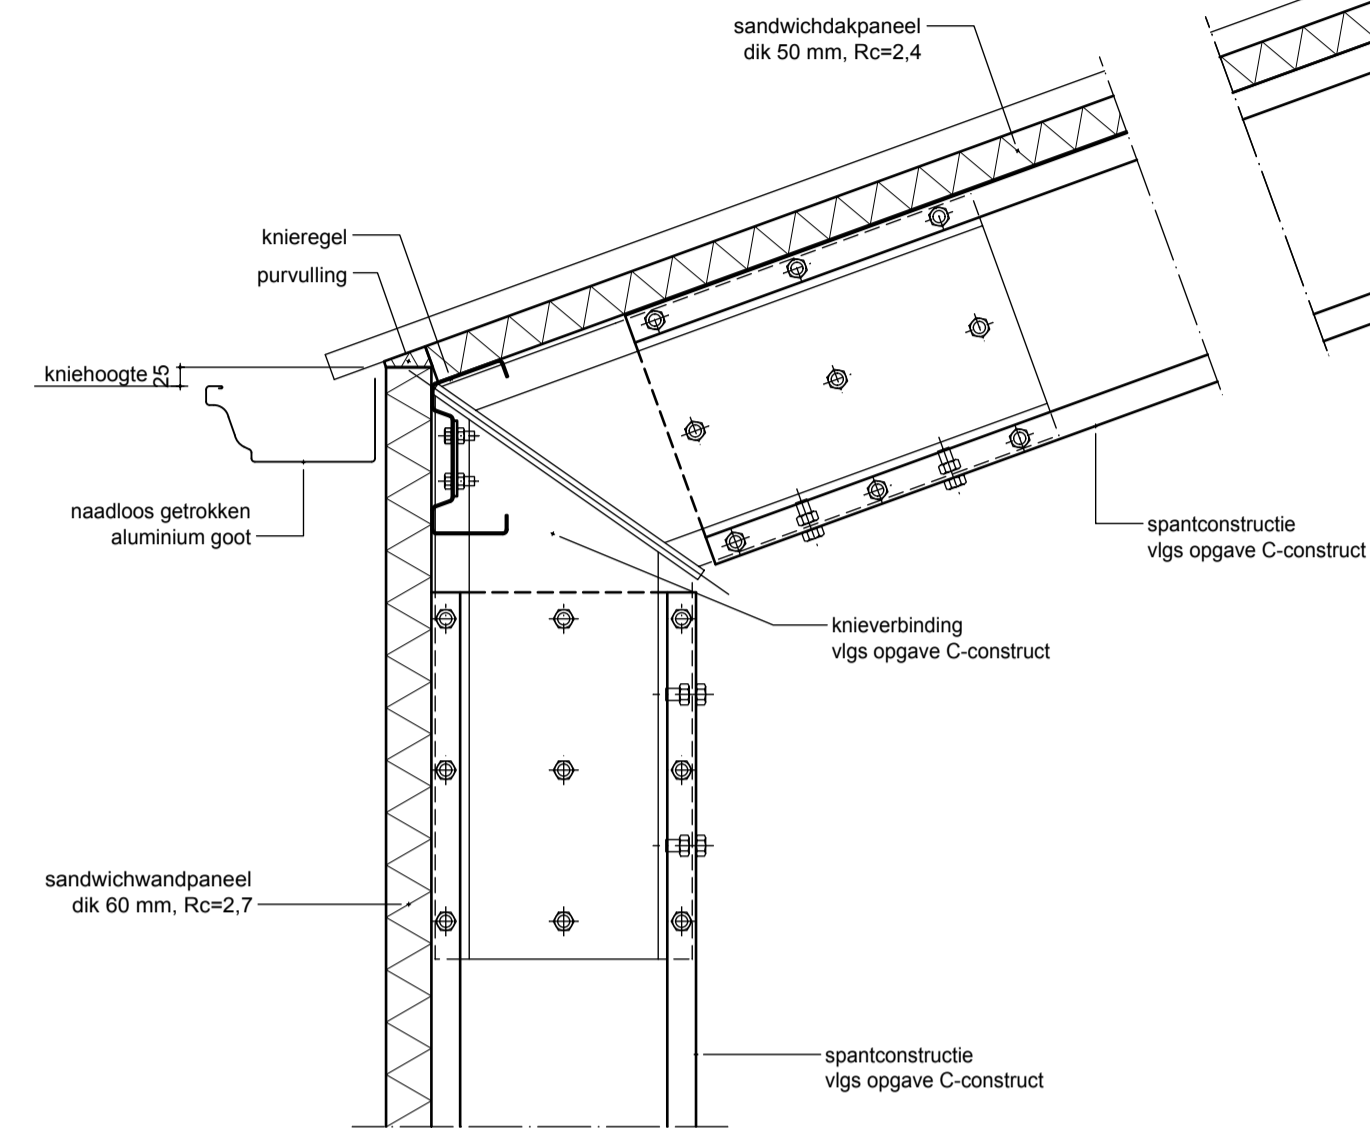 sandwichdakpaneel
dik 50 mm, Rc=2,4
knieregel
purvulling
kniehoogte
25
naadloos getrokken
aluminium goot
spantconstructie
vlgs opgave C-construct
knieverbinding
vlgs opgave C-construct
sandwichwandpaneel
dik 60 mm, Rc=2,7
spantconstructie
vlgs opgave C-construct